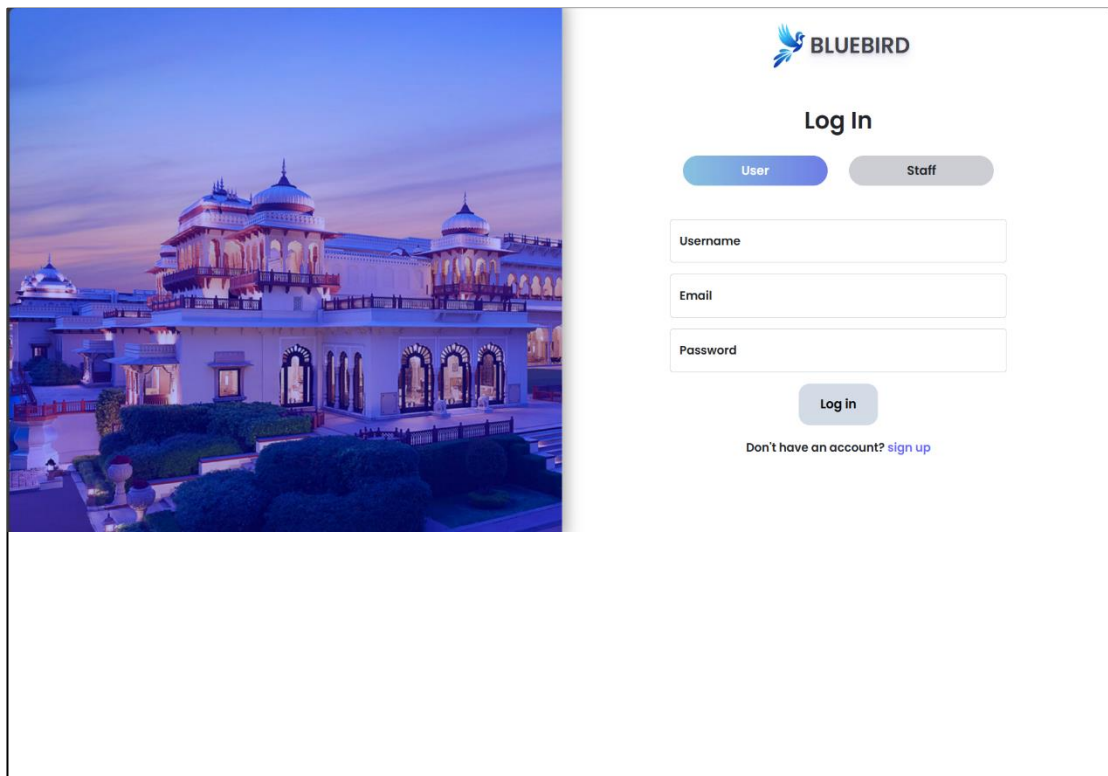 BLUEBIRD
Log In
User Staff
Username
Email
Password
Log in
Don't have an account? sign up